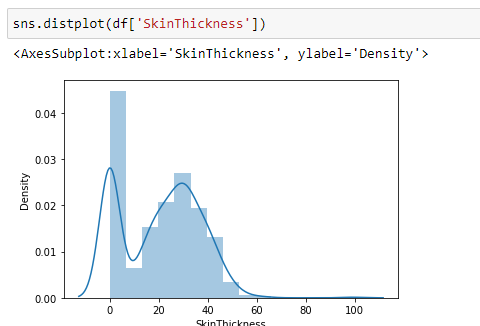 sns.distplot(df['SkinThickness'])
<AxesSubplot:xlabel='SkinThickness', ylabel='Density'>
0.04
0.03
0.02
0.01
0.00
Density
0 20 40 60 80 100
SkinThickness